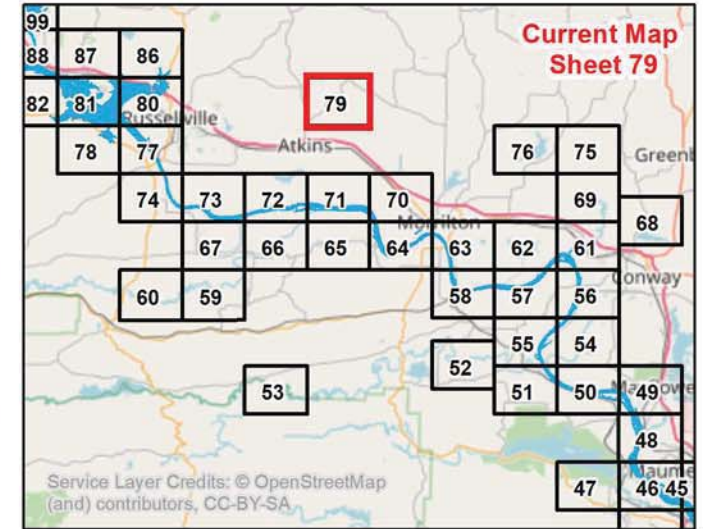 99
Current Map
Sheet 79
88 87 86
82 81 80 79
Russellville
Atkins
78 77 76 75
Greenb
74 73 72 71 70 69 68
Morrilton
67 66 65 64 63 62 61
Conway
60 59 58 57 56
55 54
52
53 51 50 49
48
Maume
Service Layer Credits: © OpenStreetMap
(and) contributors, CC-BY-SA
47 46 45